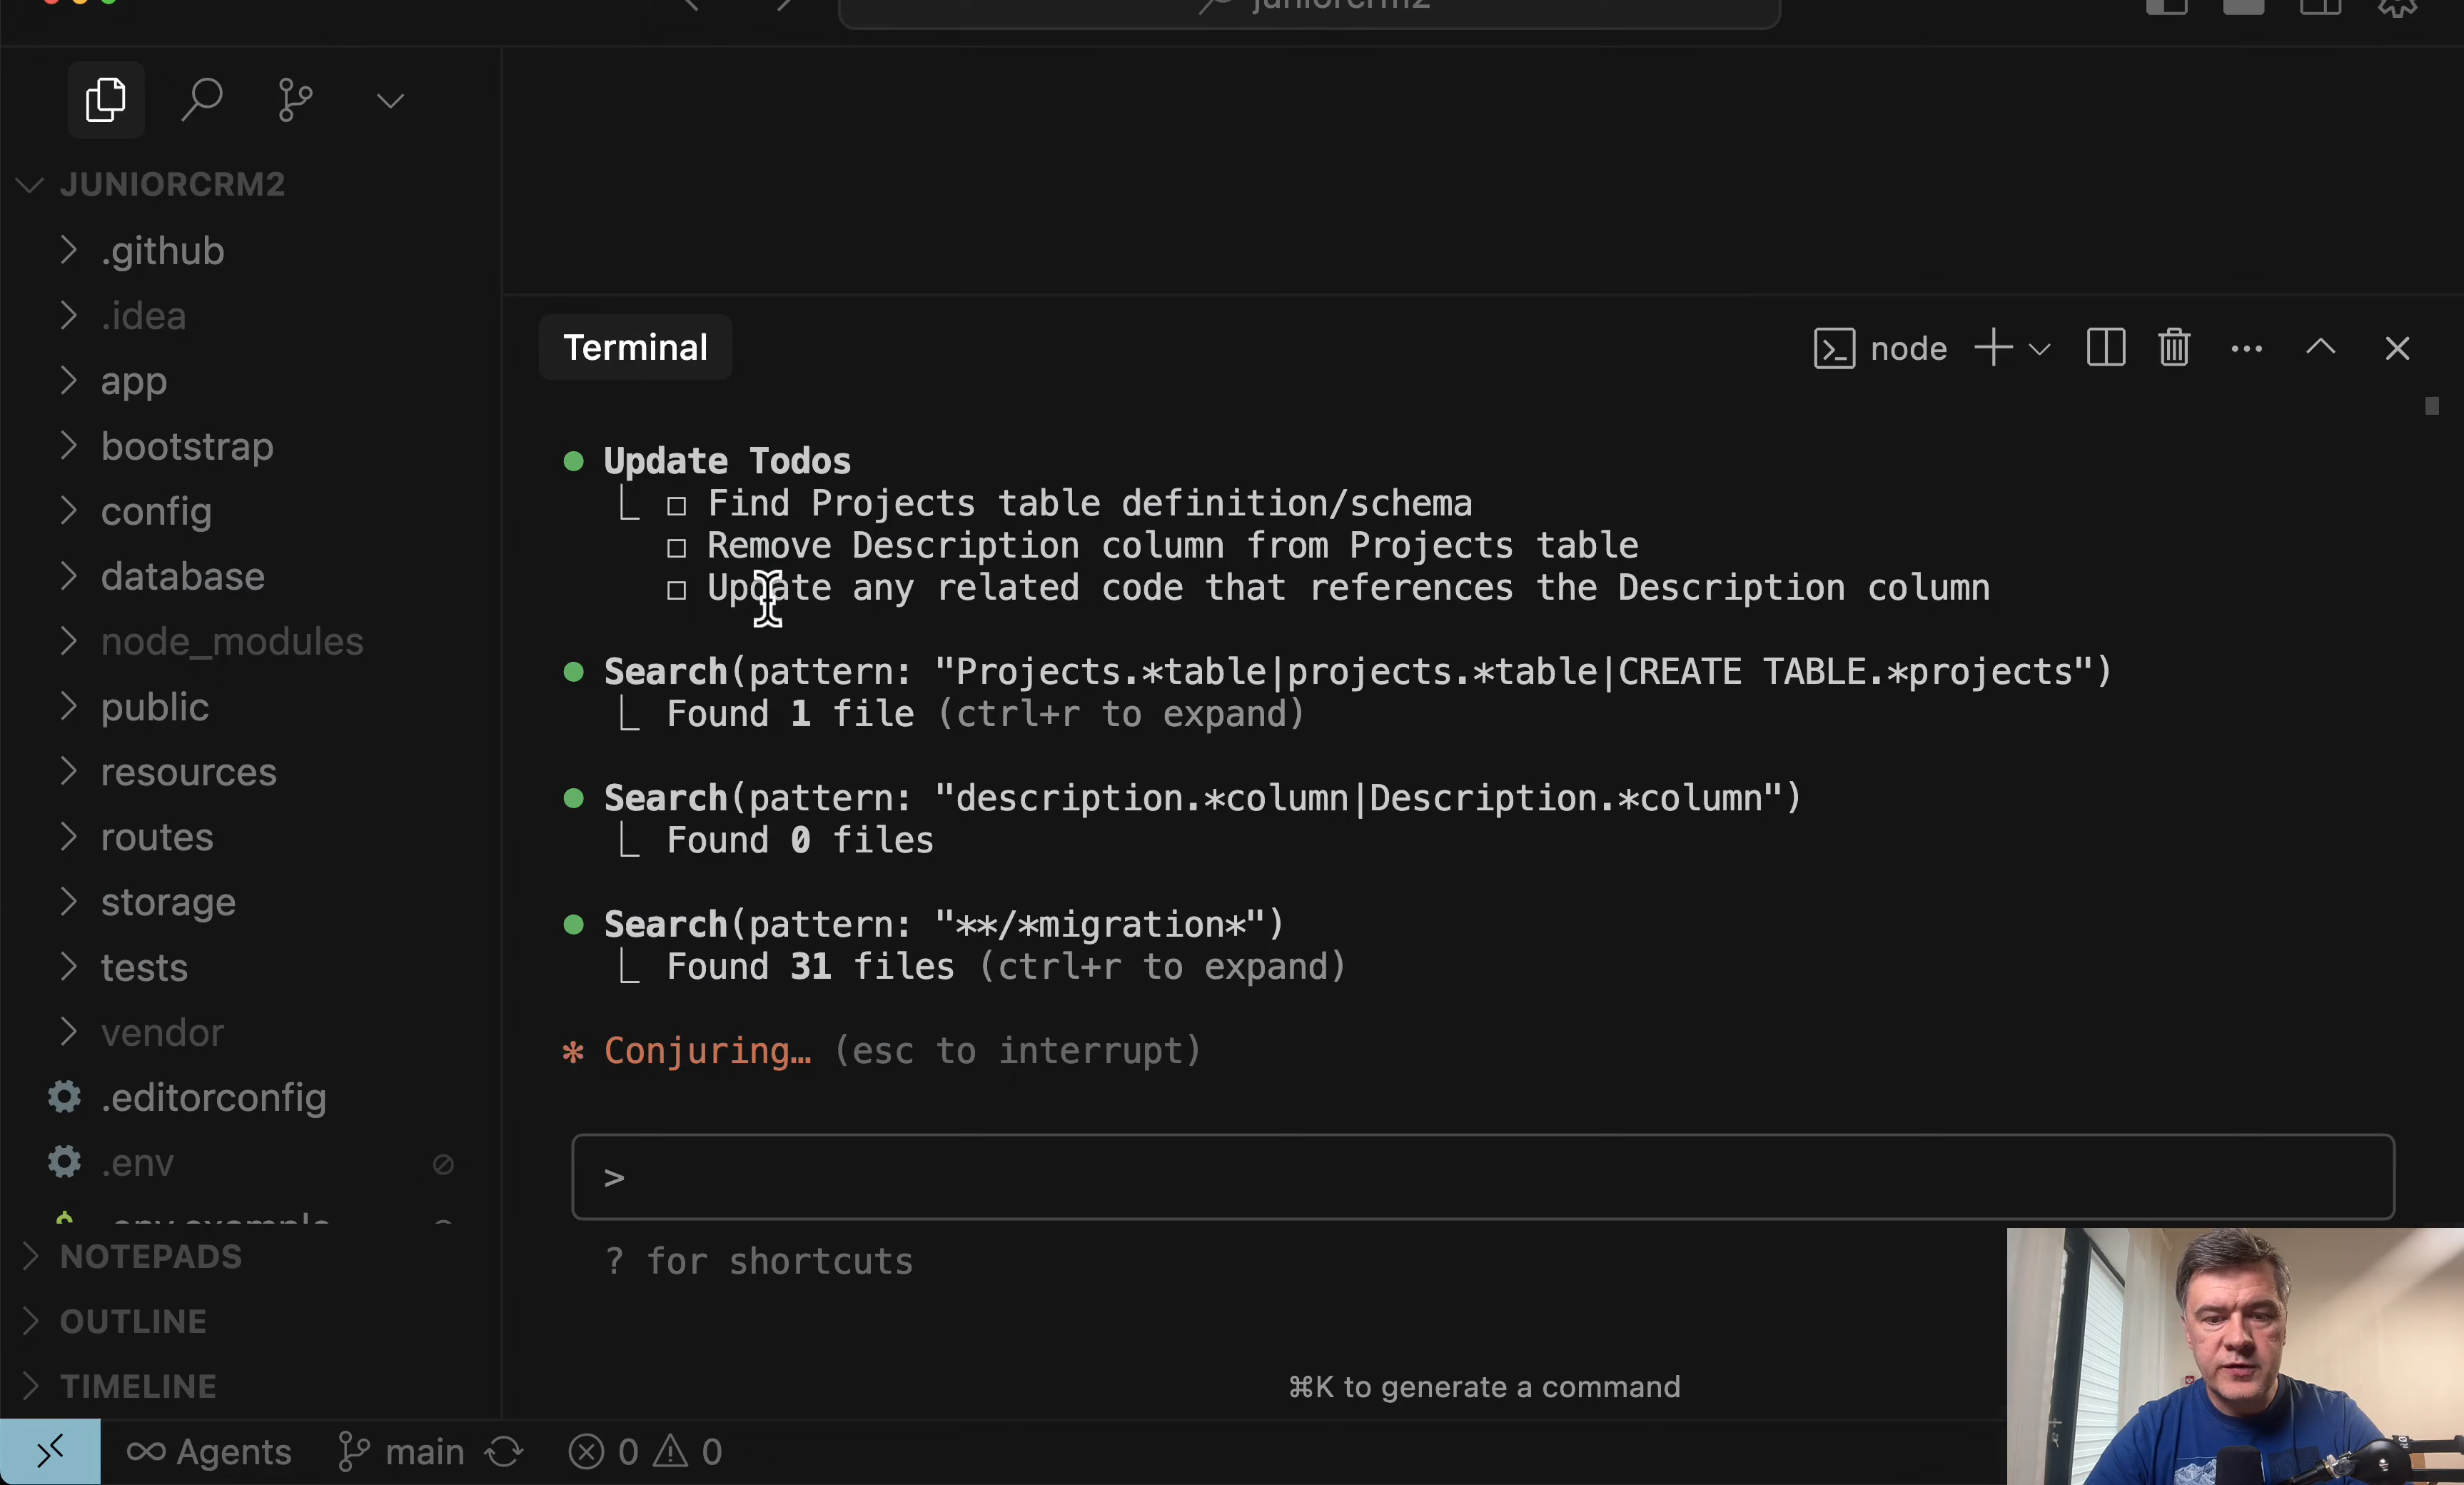 juniorcrm2
JUNIORCRM2
.github
.idea
app
bootstrap
config
database
node_modules
public
resources
routes
storage
tests
vendor
.editorconfig
.env
.env.example
NOTEPADS
OUTLINE
TIMELINE
Terminal
node
Update Todos
☐ Find Projects table definition/schema
☐ Remove Description column from Projects table
☐ Update any related code that references the Description column
Search(pattern: "Projects.*table|projects.*table|CREATE TABLE.*projects")
Found 1 file (ctrl+r to expand)
Search(pattern: "description.*column|Description.*column")
Found 0 files
Search(pattern: "**/*migration*")
Found 31 files (ctrl+r to expand)
* Conjuring… (esc to interrupt)
>
? for shortcuts
⌘K to generate a command
Agents main 0 0